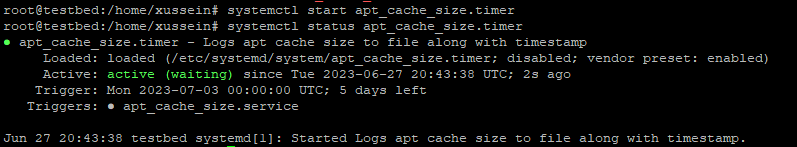 root@testbed:/home/xussein# systemctl start apt_cache_size.timer
root@testbed:/home/xussein# systemctl status apt_cache_size.timer
● apt_cache_size.timer - Logs apt cache size to file along with timestamp
Loaded: loaded (/etc/systemd/system/apt_cache_size.timer; disabled; vendor preset: enabled)
Active: active (waiting) since Tue 2023-06-27 20:43:38 UTC; 2s ago
Trigger: Mon 2023-07-03 00:00:00 UTC; 5 days left
Triggers: ● apt_cache_size.service
Jun 27 20:43:38 testbed systemd[1]: Started Logs apt cache size to file along with timestamp.